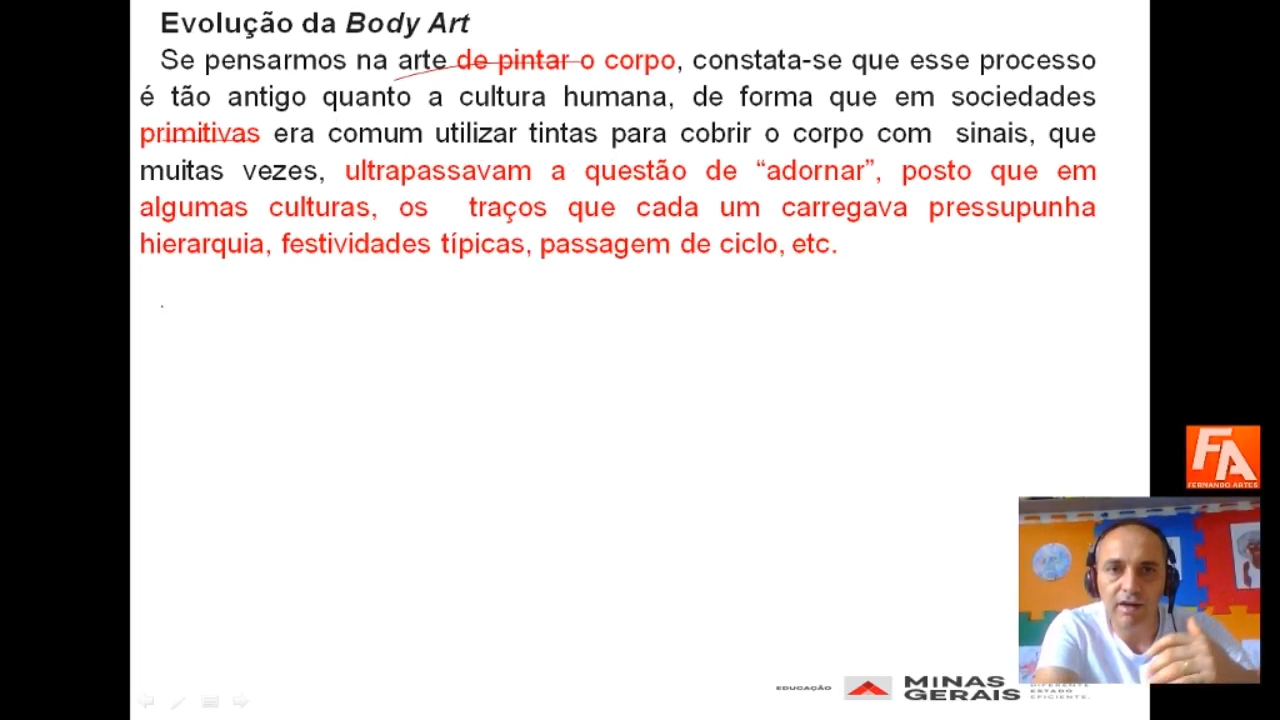 Evolução da Body Art
Se pensarmos na arte de pintar o corpo, constata-se que esse processo
é tão antigo quanto a cultura humana, de forma que em sociedades
primitivas era comum utilizar tintas para cobrir o corpo com sinais, que
muitas vezes, ultrapassavam a questão de “adornar”, posto que em
algumas culturas, os traços que cada um carregava pressupunha
hierarquia, festividades típicas, passagem de ciclo, etc.
FA
FERNANDO ARTES
EDUCAÇÃO
MINAS
GERAIS
DIFERENTE
ESTADO
EFICIENTE.